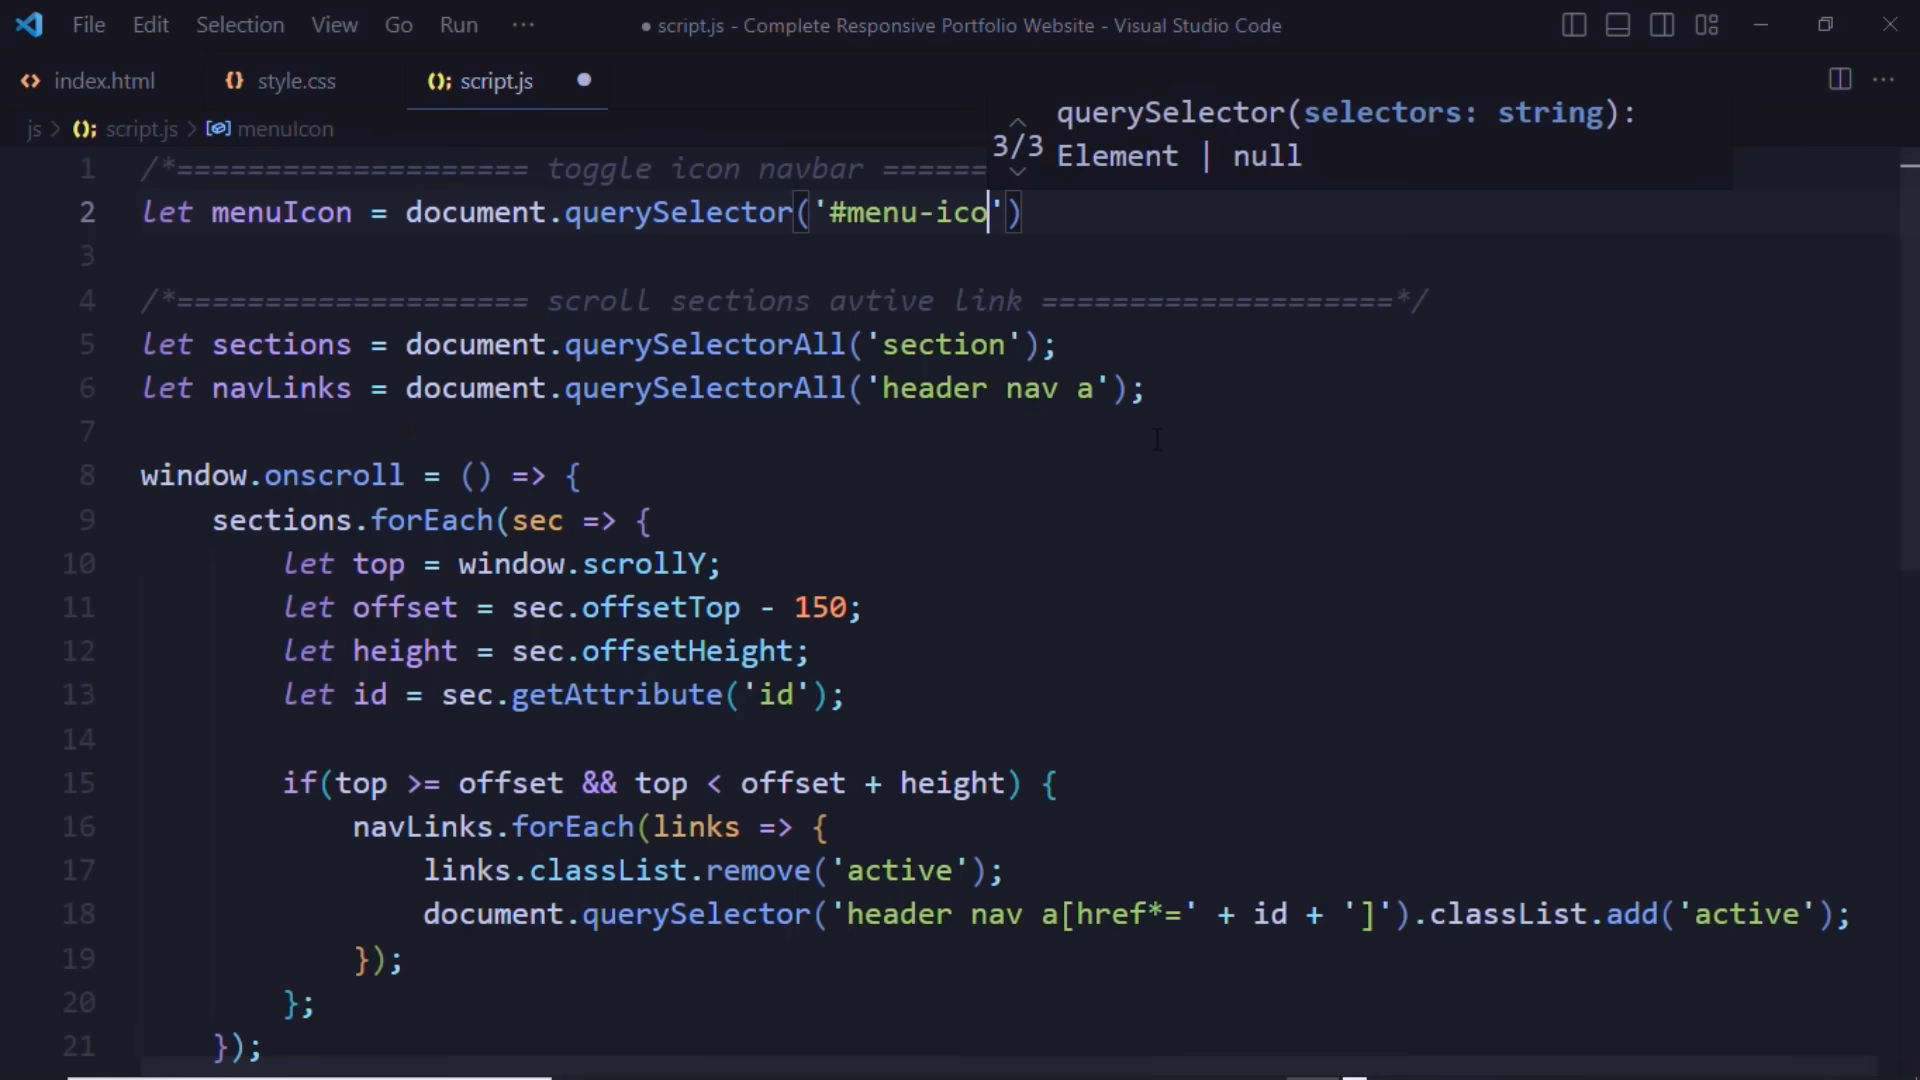 File Edit Selection View Go Run ··· ● script.js - Complete Responsive Portfolio Website - Visual Studio Code
index.html style.css script.js
js > script.js > menuIcon
querySelector(selectors: string):
3/3 Element | null
1 /*==================== toggle icon navbar ======
2 let menuIcon = document.querySelector('#menu-ico')
3
4 /*==================== scroll sections avtive link ====================*/
5 let sections = document.querySelectorAll('section');
6 let navLinks = document.querySelectorAll('header nav a');
7
8 window.onscroll = () => {
9 sections.forEach(sec => {
10 let top = window.scrollY;
11 let offset = sec.offsetTop - 150;
12 let height = sec.offsetHeight;
13 let id = sec.getAttribute('id');
14
15 if(top >= offset && top < offset + height) {
16 navLinks.forEach(links => {
17 links.classList.remove('active');
18 document.querySelector('header nav a[href*=' + id + ']').classList.add('active');
19 });
20 };
21 });